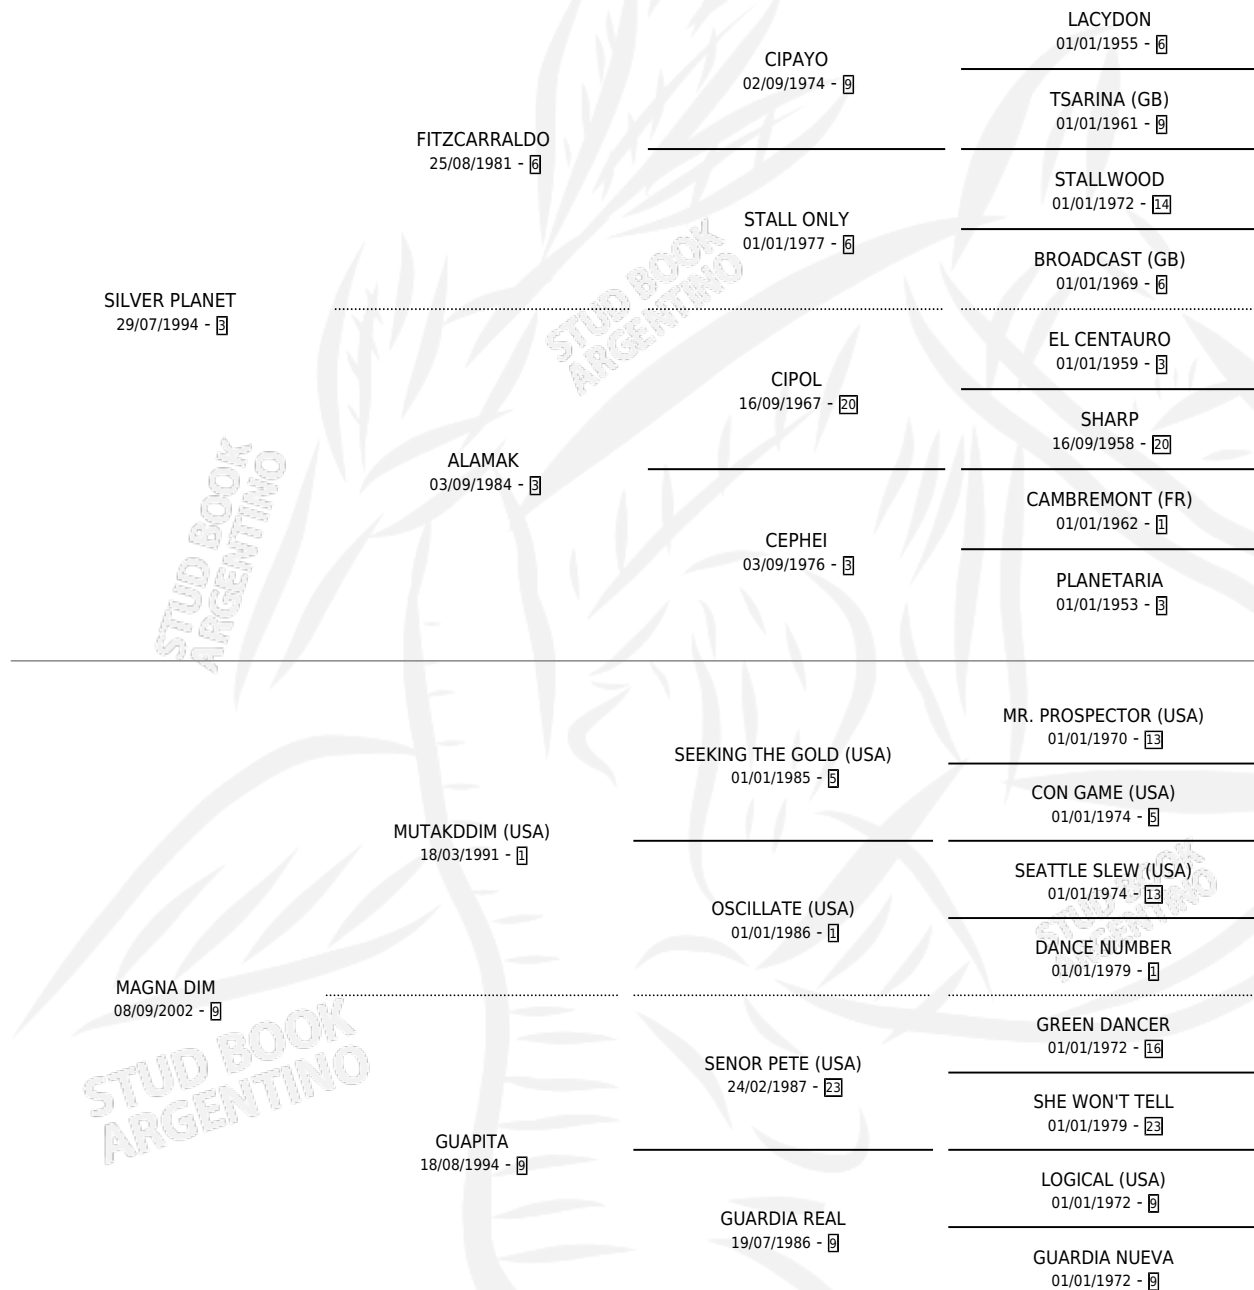 LACYDON
01/01/1955 - 6
CIPAYO
02/09/1974 - 9
TSARINA (GB)
01/01/1961 - 9
FITZCARRALDO
25/08/1981 - 6
STALLWOOD
01/01/1972 - 14
STALL ONLY
01/01/1977 - 6
BROADCAST (GB)
01/01/1969 - 6
SILVER PLANET
29/07/1994 - 3
STUD BOOK
ARGENTINO
EL CENTAURO
01/01/1959 - 3
CIPOL
16/09/1967 - 20
SHARP
16/09/1958 - 20
ALAMAK
03/09/1984 - 3
CAMBREMONT (FR)
01/01/1962 - 1
CEPHEI
03/09/1976 - 3
PLANETARIA
01/01/1953 - 3
STUD BOOK
ARGENTINO
MR. PROSPECTOR (USA)
01/01/1970 - 13
SEEKING THE GOLD (USA)
01/01/1985 - 5
CON GAME (USA)
01/01/1974 - 5
MUTAKDDIM (USA)
18/03/1991 - 1
SEATTLE SLEW (USA)
01/01/1974 - 13
STUD BOOK
ARGENTINO
OSCILLATE (USA)
01/01/1986 - 1
DANCE NUMBER
01/01/1979 - 1
MAGNA DIM
08/09/2002 - 9
STUD BOOK
ARGENTINO
GREEN DANCER
01/01/1972 - 16
SENOR PETE (USA)
24/02/1987 - 23
SHE WON'T TELL
01/01/1979 - 23
GUAPITA
18/08/1994 - 9
LOGICAL (USA)
01/01/1972 - 9
GUARDIA REAL
19/07/1986 - 9
GUARDIA NUEVA
01/01/1972 - 9